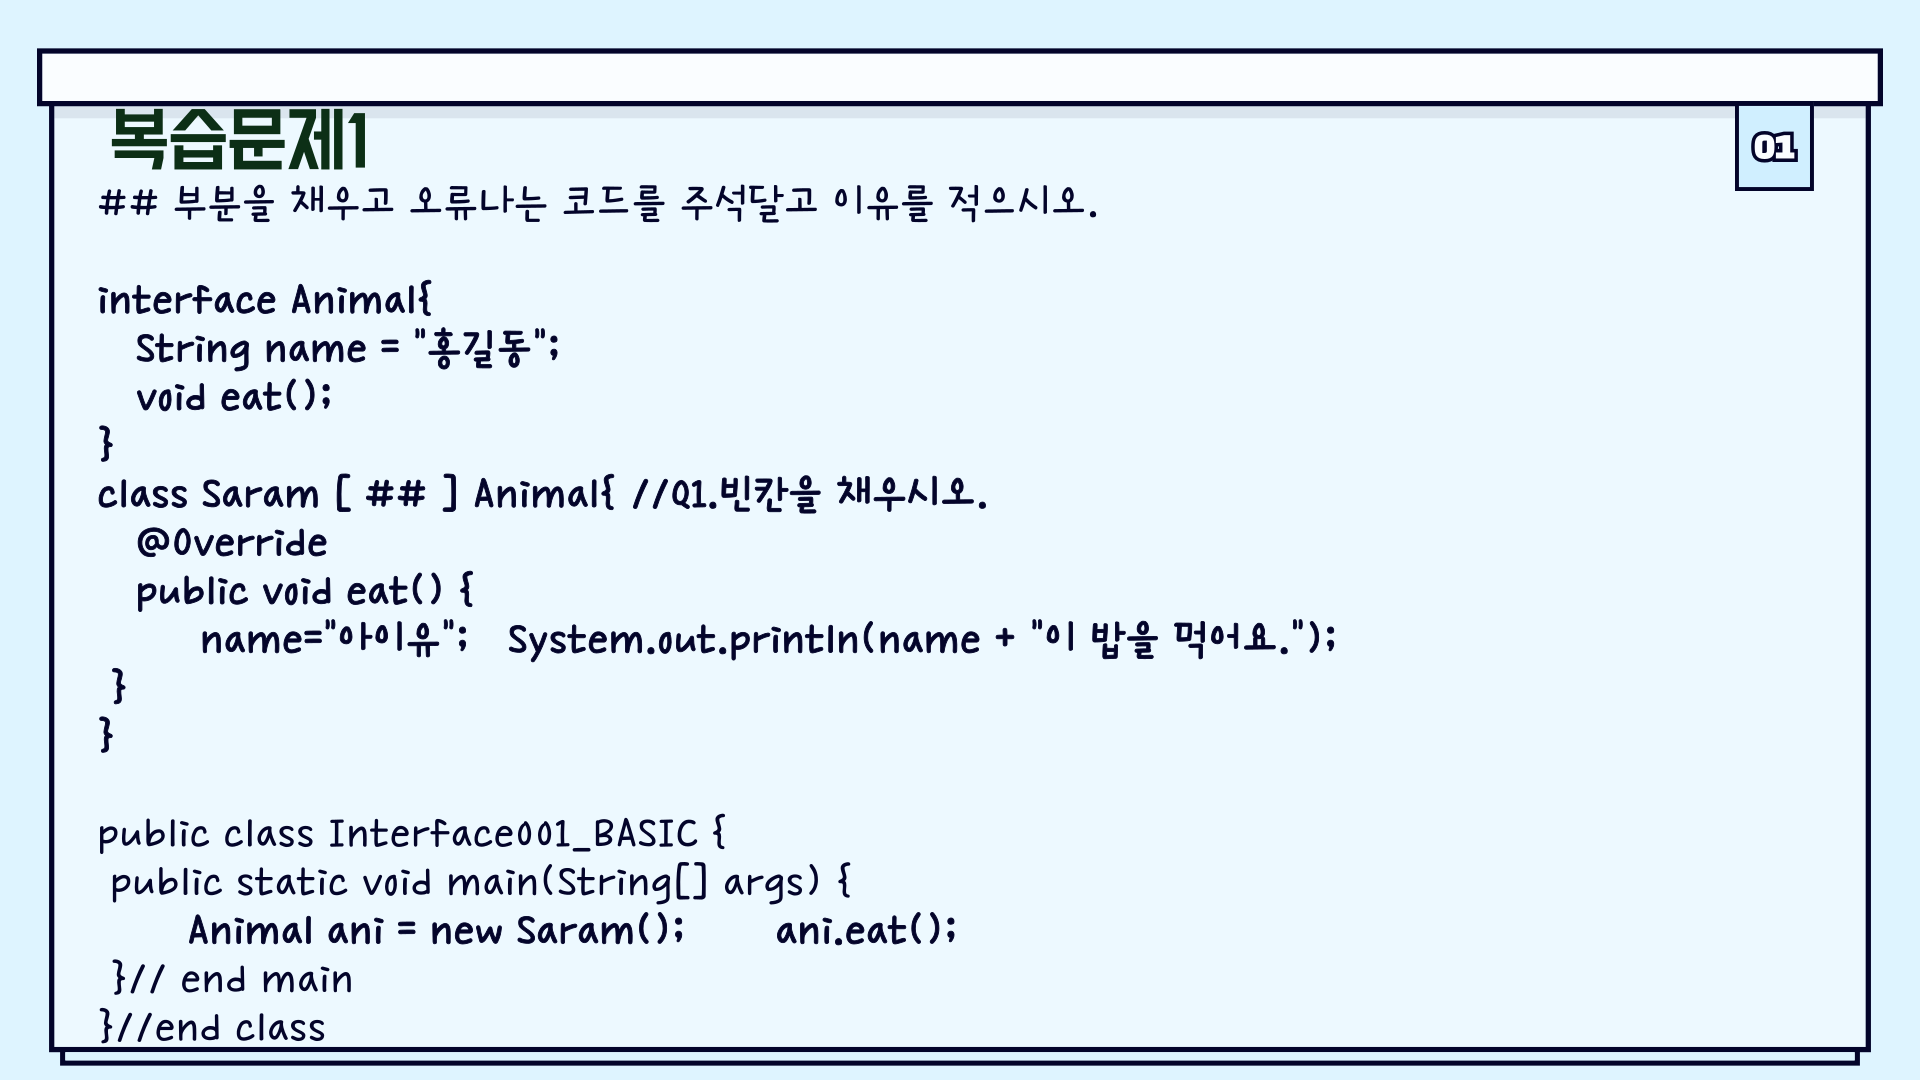 복습문제1
01
## 부분을 채우고 오류나는 코드를 주석달고 이유를 적으시오.
interface Animal{
String name = "홍길동";
void eat();
}
class Saram [ ## ] Animal{ //Q1.빈칸을 채우시오.
@Override
public void eat() {
name="아이유"; System.out.println(name + "이 밥을 먹어요.");
}
}
public class Interface001_BASIC {
public static void main(String[] args) {
Animal ani = new Saram(); ani.eat();
}// end main
}//end class